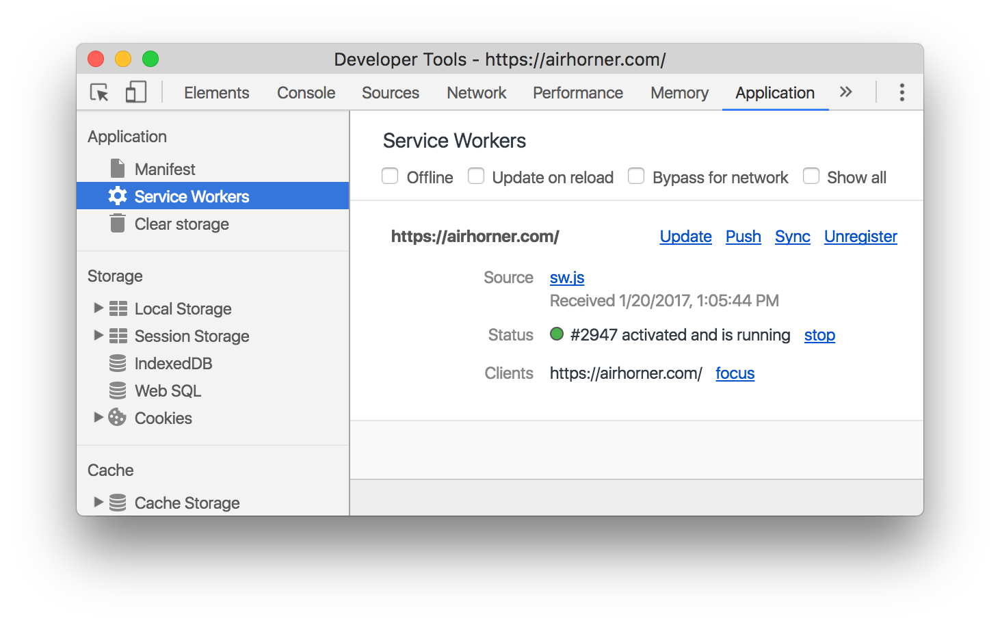 Developer Tools - https://airhorner.com/
Elements Console Sources Network Performance Memory Application
Application
Manifest
Service Workers
Clear storage
Storage
Local Storage
Session Storage
IndexedDB
Web SQL
Cookies
Cache
Cache Storage
Service Workers
Offline Update on reload Bypass for network Show all
https://airhorner.com/ Update Push Sync Unregister
Source sw.js
Received 1/20/2017, 1:05:44 PM
Status #2947 activated and is running stop
Clients https://airhorner.com/ focus